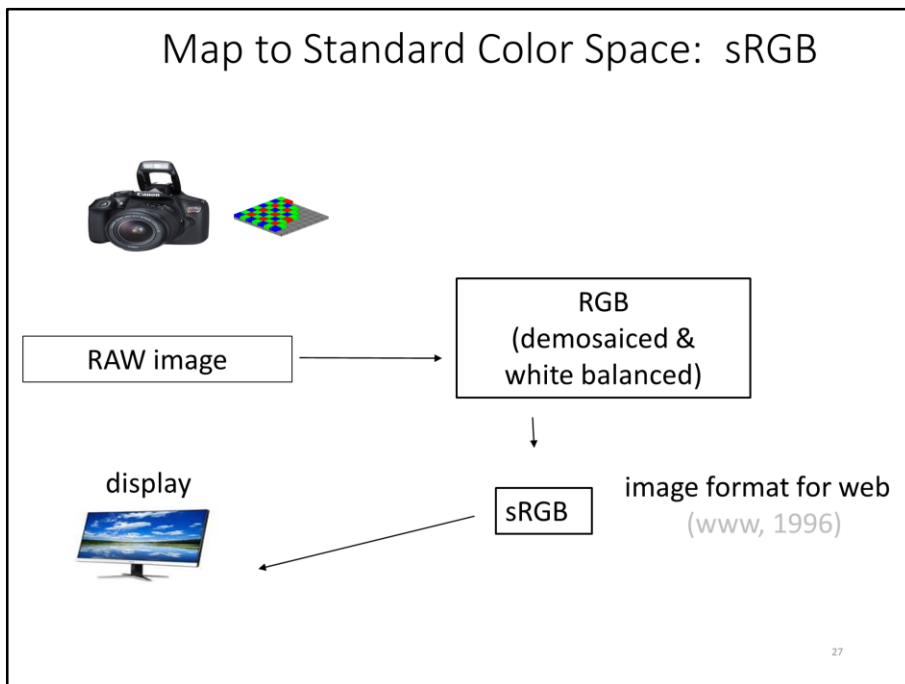 Map to Standard Color Space: sRGB
Canon
RGB
(demosaiced &
white balanced)
RAW image
display
sRGB
image format for web
(www, 1996)
27